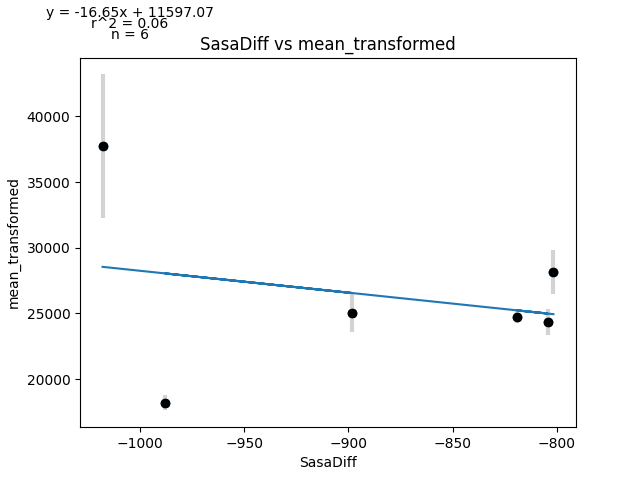 y = -16.65x + 11597.07
r^2 = 0.06
n = 6
SasaDiff vs mean_transformed
mean_transformed
40000
35000
30000
25000
20000
−1000
−950
−900
−850
−800
SasaDiff